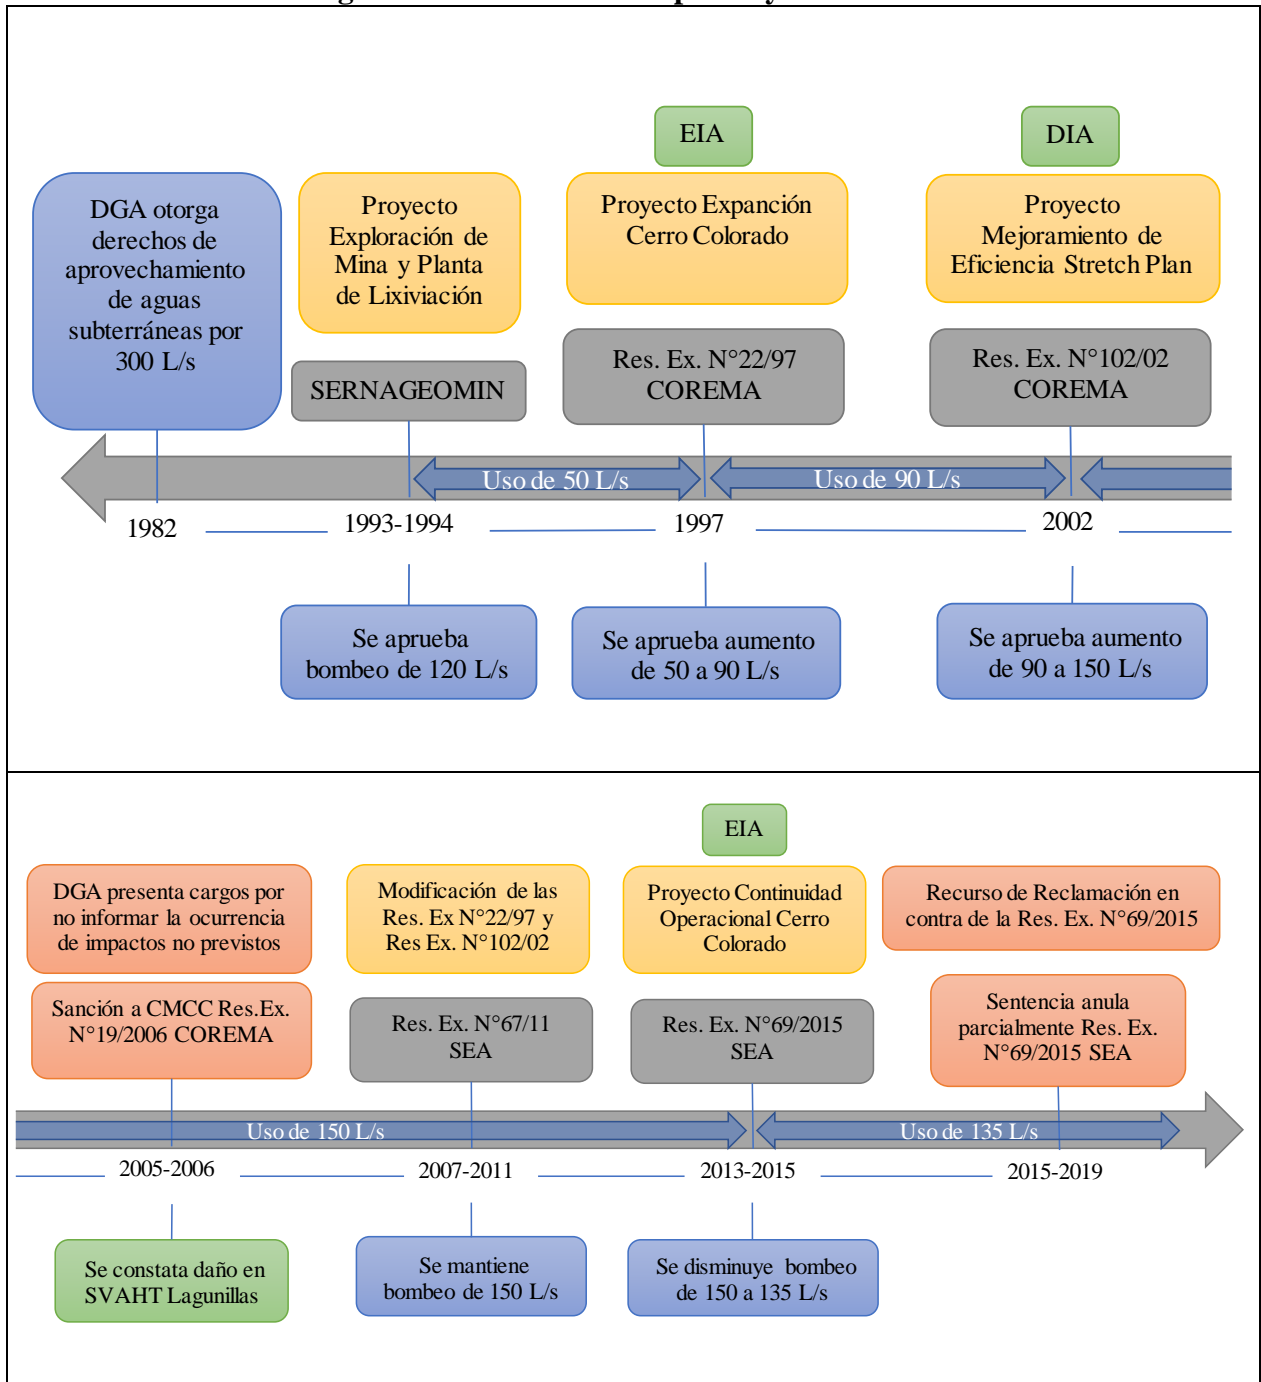 EIA
DIA
DGA otorga
derechos de
aprovechamiento
de aguas
subterráneas por
300 L/s
Proyecto
Exploración de
Mina y Planta
de Lixiviación
Proyecto Expanción
Cerro Colorado
Proyecto
Mejoramiento de
Eficiencia Stretch Plan
SERNAGEOMIN
Res. Ex. N°22/97
COREMA
Res. Ex. N°102/02
COREMA
Uso de 50 L/s
Uso de 90 L/s
1982
1993-1994
1997
2002
Se aprueba
bombeo de 120 L/s
Se aprueba aumento
de 50 a 90 L/s
Se aprueba aumento
de 90 a 150 L/s
EIA
DGA presenta cargos por
no informar la ocurrencia
de impactos no previstos
Modificación de las
Res. Ex N°22/97 y
Res Ex. N°102/02
Proyecto Continuidad
Operacional Cerro
Colorado
Recurso de Reclamación en
contra de la Res. Ex. N°69/2015
Sanción a CMCC Res.Ex.
N°19/2006 COREMA
Res. Ex. N°67/11
SEA
Res. Ex. N°69/2015
SEA
Sentencia anula
parcialmente Res. Ex.
N°69/2015 SEA
Uso de 150 L/s
Uso de 135 L/s
2005-2006
2007-2011
2013-2015
2015-2019
Se constata daño en
SVAHT Lagunillas
Se mantiene
bombeo de 150 L/s
Se disminuye bombeo
de 150 a 135 L/s